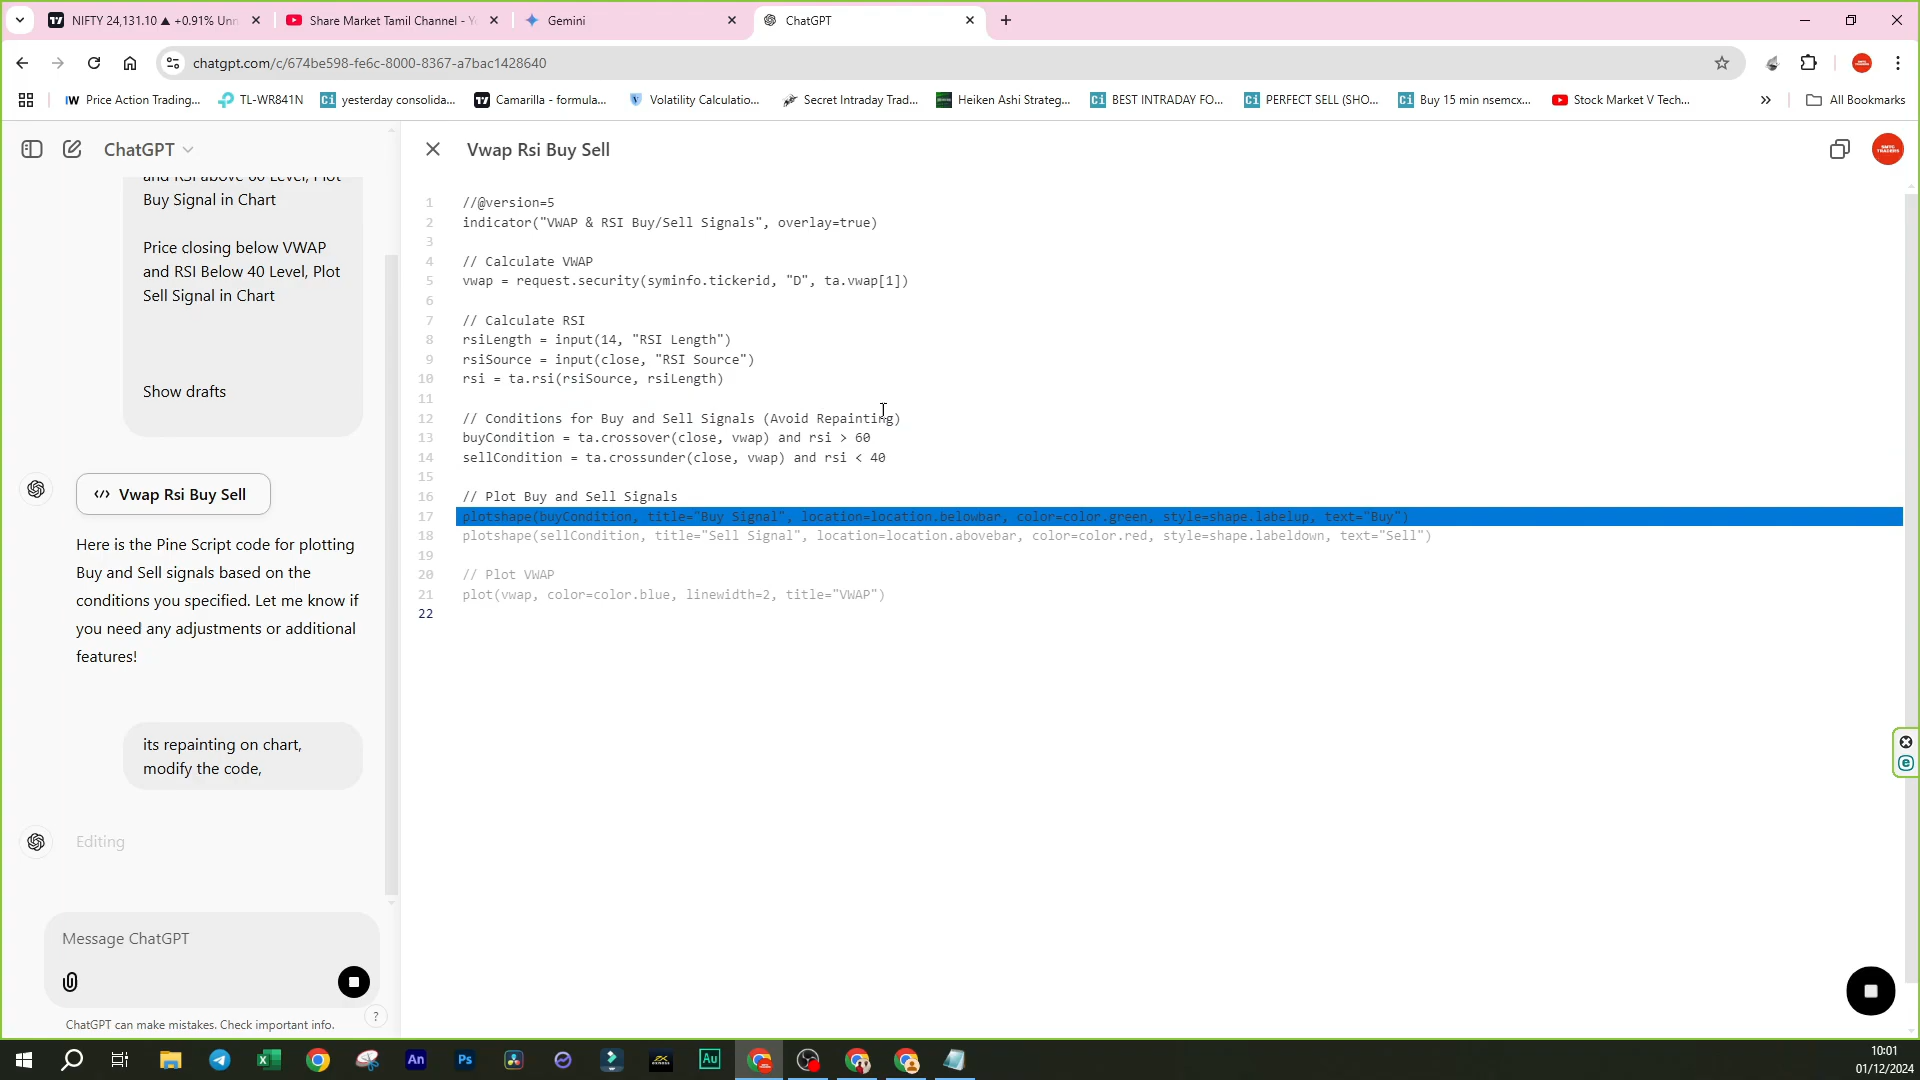 NIFTY 24,131.10 ▲ +0.91% Unn
Share Market Tamil Channel - Y
Gemini
ChatGPT
chatgpt.com/c/674be598-fe6c-8000-8367-a7bac1428640
Price Action Trading...
TL-WR841N
yesterday consolida...
Camarilla - formula...
Volatility Calculatio...
Secret Intraday Trad...
Heiken Ashi Strateg...
BEST INTRADAY FO...
PERFECT SELL (SHO...
Buy 15 min nsemcx...
Stock Market V Tech...
All Bookmarks
ChatGPT
Vwap Rsi Buy Sell
and RSI above 60 Level, Plot
Buy Signal in Chart
Price closing below VWAP
and RSI Below 40 Level, Plot
Sell Signal in Chart
Show drafts
Vwap Rsi Buy Sell
Here is the Pine Script code for plotting
Buy and Sell signals based on the
conditions you specified. Let me know if
you need any adjustments or additional
features!
its repainting on chart,
modify the code,
Editing
Message ChatGPT
ChatGPT can make mistakes. Check important info.
?
1 //@version=5
2 indicator("VWAP & RSI Buy/Sell Signals", overlay=true)
3
4 // Calculate VWAP
5 vwap = request.security(syminfo.tickerid, "D", ta.vwap[1])
6
7 // Calculate RSI
8 rsiLength = input(14, "RSI Length")
9 rsiSource = input(close, "RSI Source")
10 rsi = ta.rsi(rsiSource, rsiLength)
11
12 // Conditions for Buy and Sell Signals (Avoid Repainting)
13 buyCondition = ta.crossover(close, vwap) and rsi > 60
14 sellCondition = ta.crossunder(close, vwap) and rsi < 40
15
16 // Plot Buy and Sell Signals
17 plotshape(buyCondition, title="Buy Signal", location=location.belowbar, color=color.green, style=shape.labelup, text="Buy")
18 plotshape(sellCondition, title="Sell Signal", location=location.abovebar, color=color.red, style=shape.labeldown, text="Sell")
19
20 // Plot VWAP
21 plot(vwap, color=color.blue, linewidth=2, title="VWAP")
22
10:01
01/12/2024